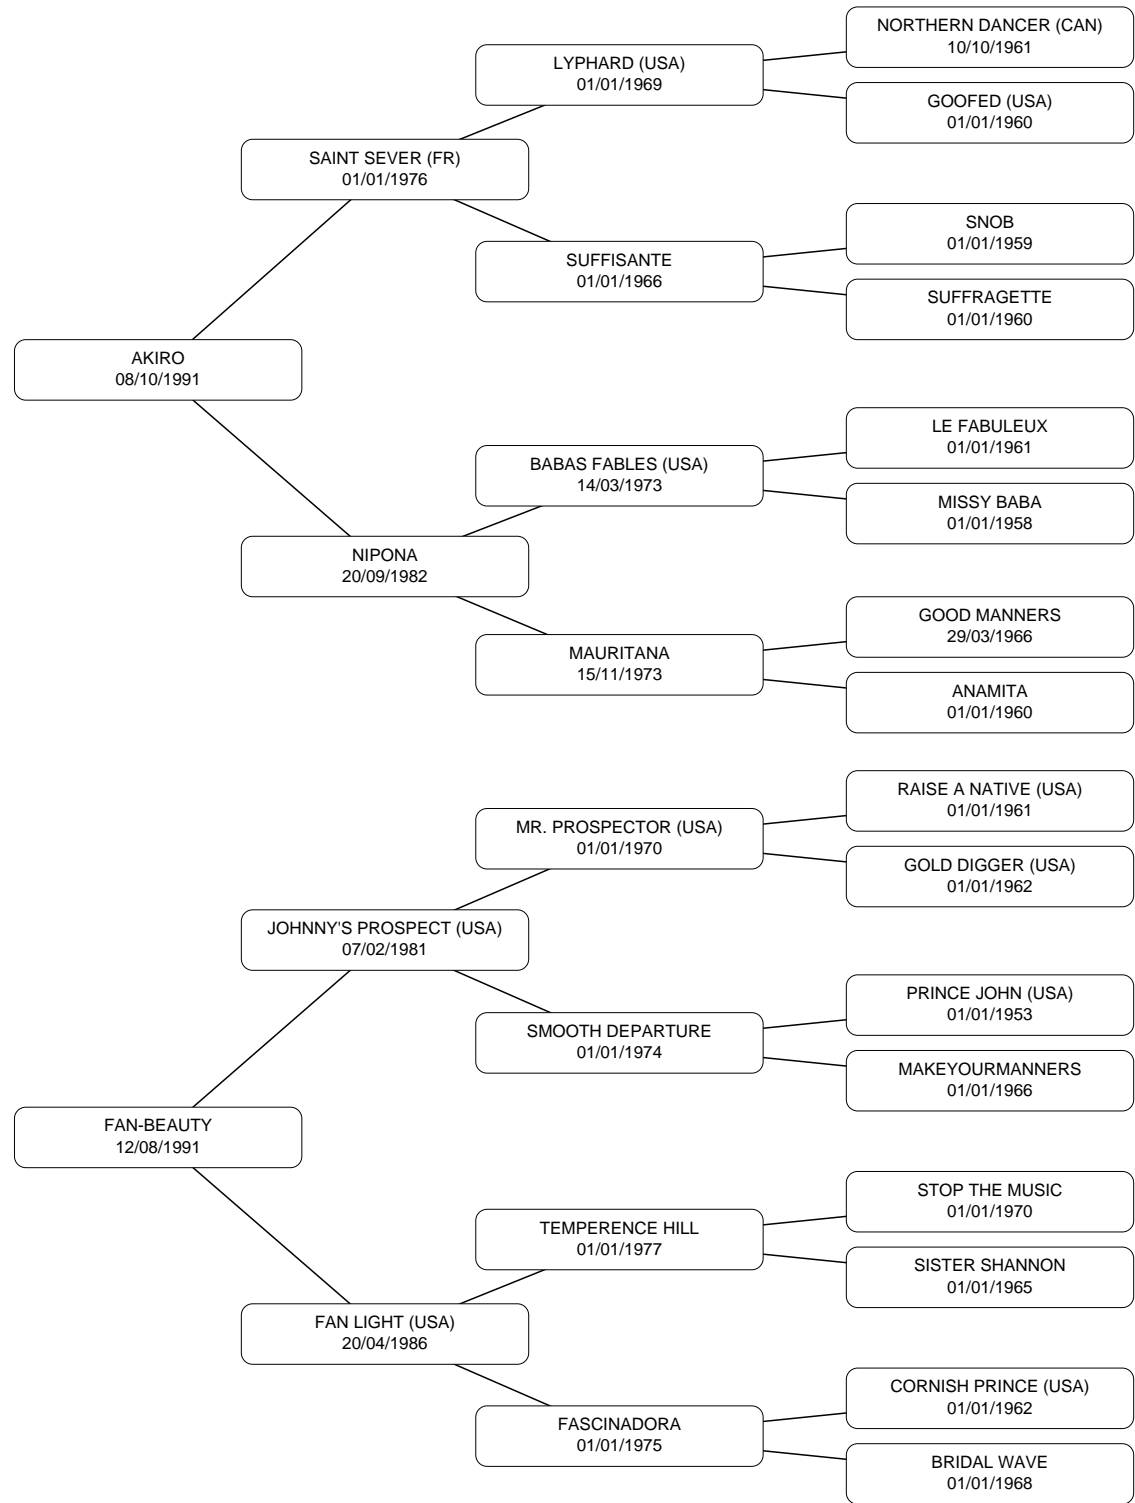 NORTHERN DANCER (CAN)
10/10/1961
LYPHARD (USA)
01/01/1969
GOOFED (USA)
01/01/1960
SAINT SEVER (FR)
01/01/1976
SNOB
01/01/1959
SUFFISANTE
01/01/1966
SUFFRAGETTE
01/01/1960
AKIRO
08/10/1991
LE FABULEUX
01/01/1961
BABAS FABLES (USA)
14/03/1973
MISSY BABA
01/01/1958
NIPONA
20/09/1982
GOOD MANNERS
29/03/1966
MAURITANA
15/11/1973
ANAMITA
01/01/1960
RAISE A NATIVE (USA)
01/01/1961
MR. PROSPECTOR (USA)
01/01/1970
GOLD DIGGER (USA)
01/01/1962
JOHNNY'S PROSPECT (USA)
07/02/1981
PRINCE JOHN (USA)
01/01/1953
SMOOTH DEPARTURE
01/01/1974
MAKEYOURMANNERS
01/01/1966
FAN-BEAUTY
12/08/1991
STOP THE MUSIC
01/01/1970
TEMPERENCE HILL
01/01/1977
SISTER SHANNON
01/01/1965
FAN LIGHT (USA)
20/04/1986
CORNISH PRINCE (USA)
01/01/1962
FASCINADORA
01/01/1975
BRIDAL WAVE
01/01/1968